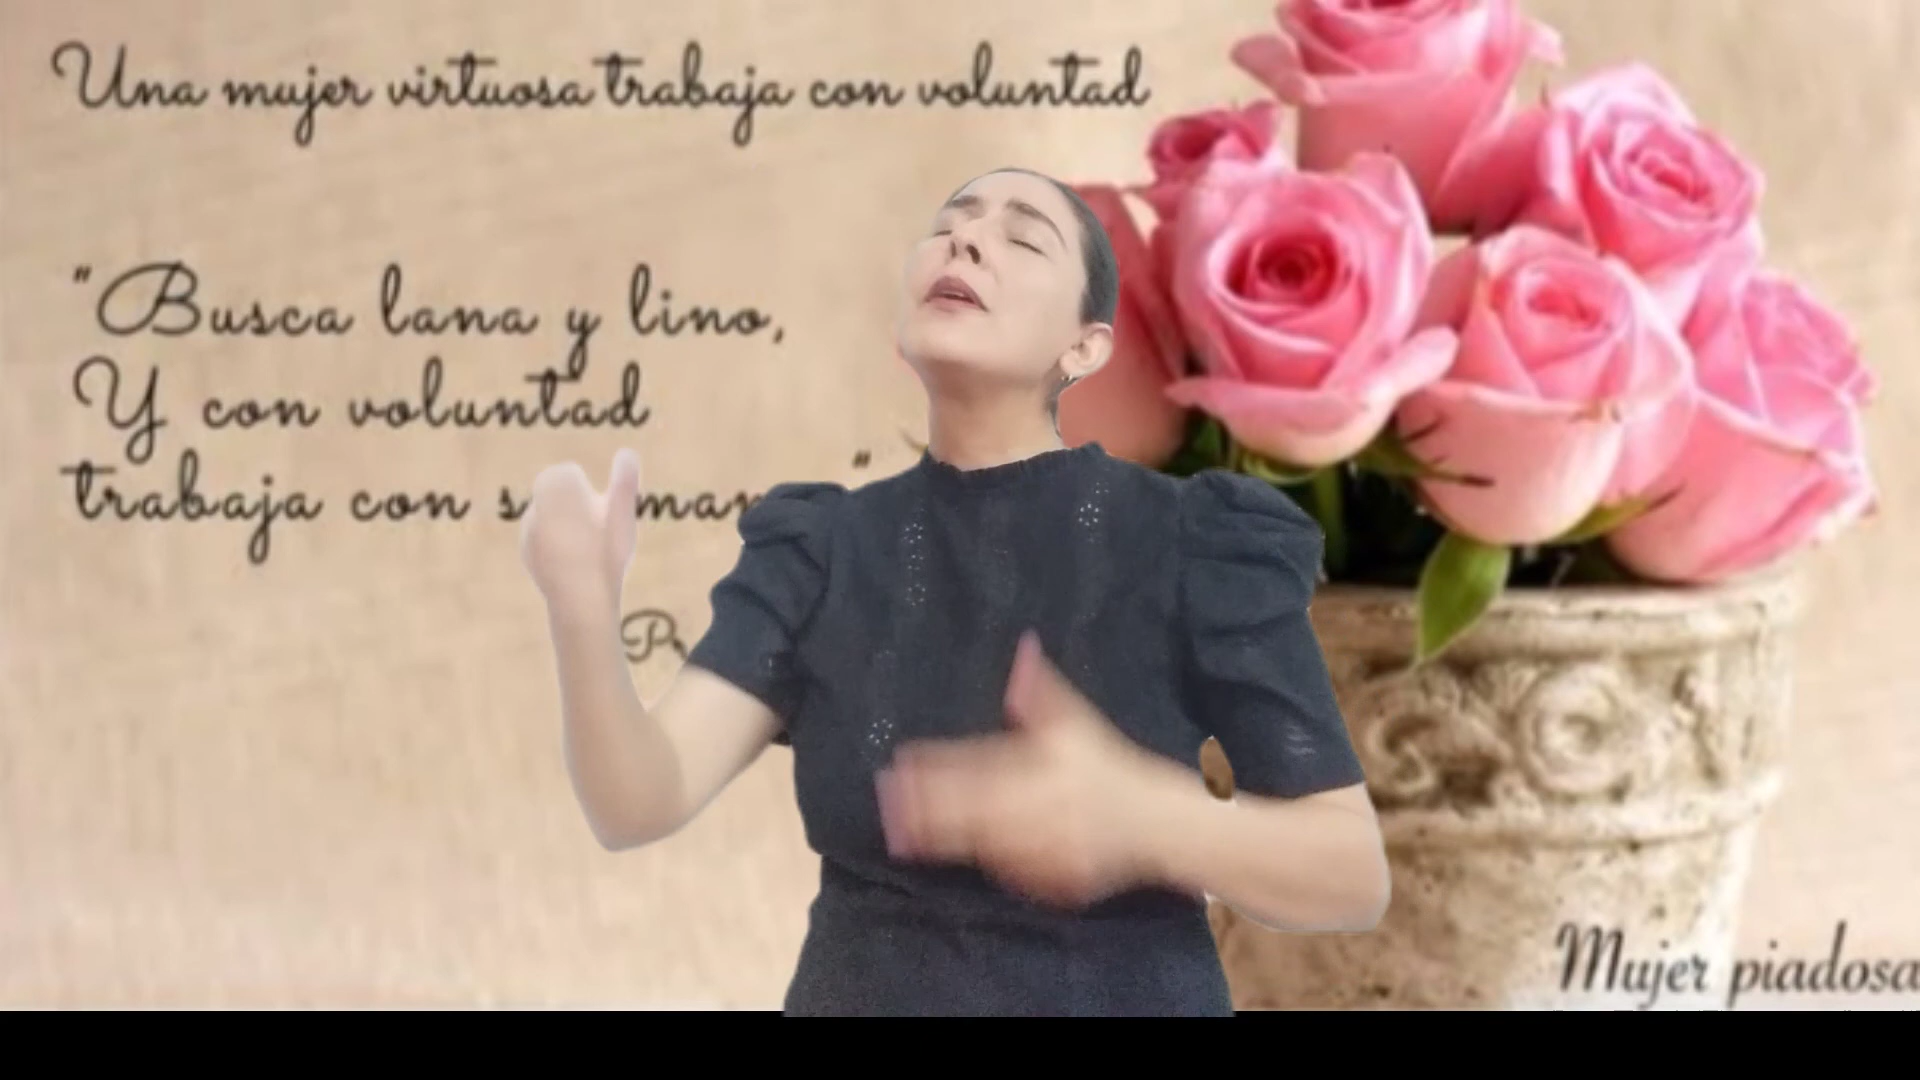 Una mujer virtuosa trabaja con voluntad
"Busca lana y lino,
Y con voluntad
trabaja con "
Mujer piadosa